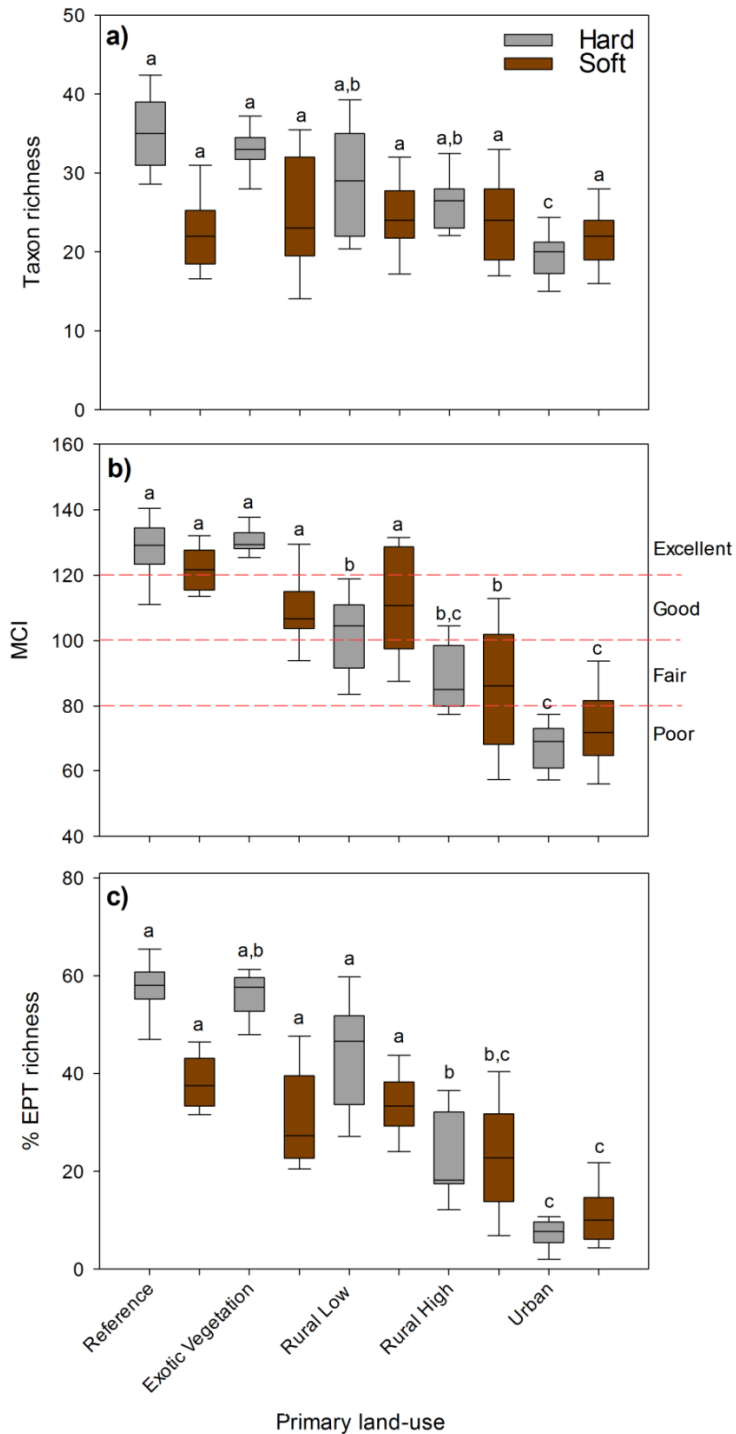 a)
Hard
Soft
50
40
30
20
10
0
Taxon richness
a
a
a
a
a,b
a
a,b
a
c
a
b)
160
140
120
100
80
60
40
MCI
a
a
a
a
b
a
b,c
b
c
c
Excellent
Good
Fair
Poor
c)
80
60
40
20
0
% EPT richness
a
a
a,b
a
a
a
b
b,c
c
c
Reference
Exotic Vegetation
Rural Low
Rural High
Urban
Primary land-use